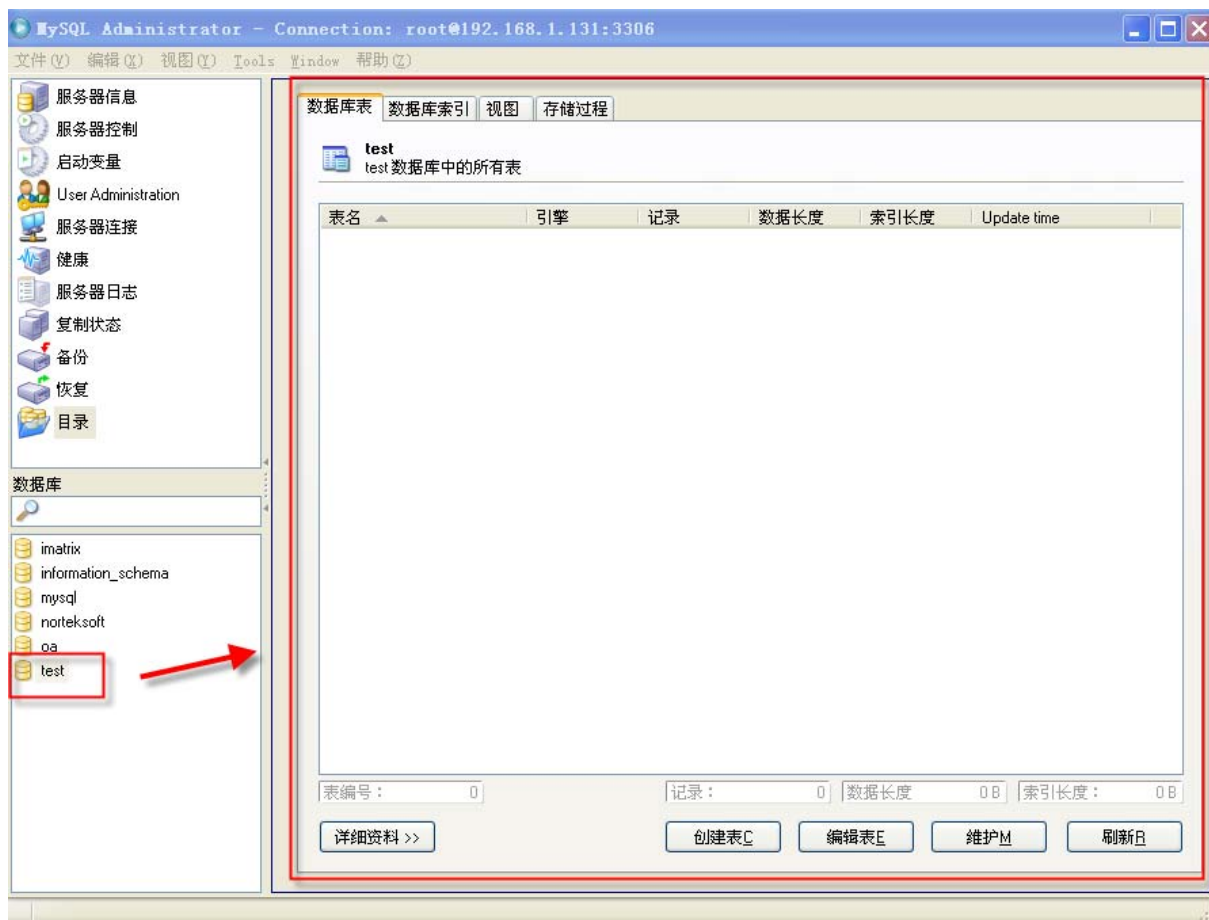 MySQL Administrator - Connection: root@192.168.1.131:3306
文件(V) 编辑(X) 视图(Y) Tools Window 帮助(Z)
服务器信息
服务器控制
启动变量
User Administration
服务器连接
健康
服务器日志
复制状态
备份
恢复
目录
数据库
imatrix
information_schema
mysql
norteksoft
oa
test
数据库表 数据库索引 视图 存储过程
test
test 数据库中的所有表
表名 引擎 记录 数据长度 索引长度 Update time
表编号： 0 记录： 0 数据长度 0 B 索引长度： 0 B
详细资料 >> 创建表C 编辑表E 维护M 刷新R